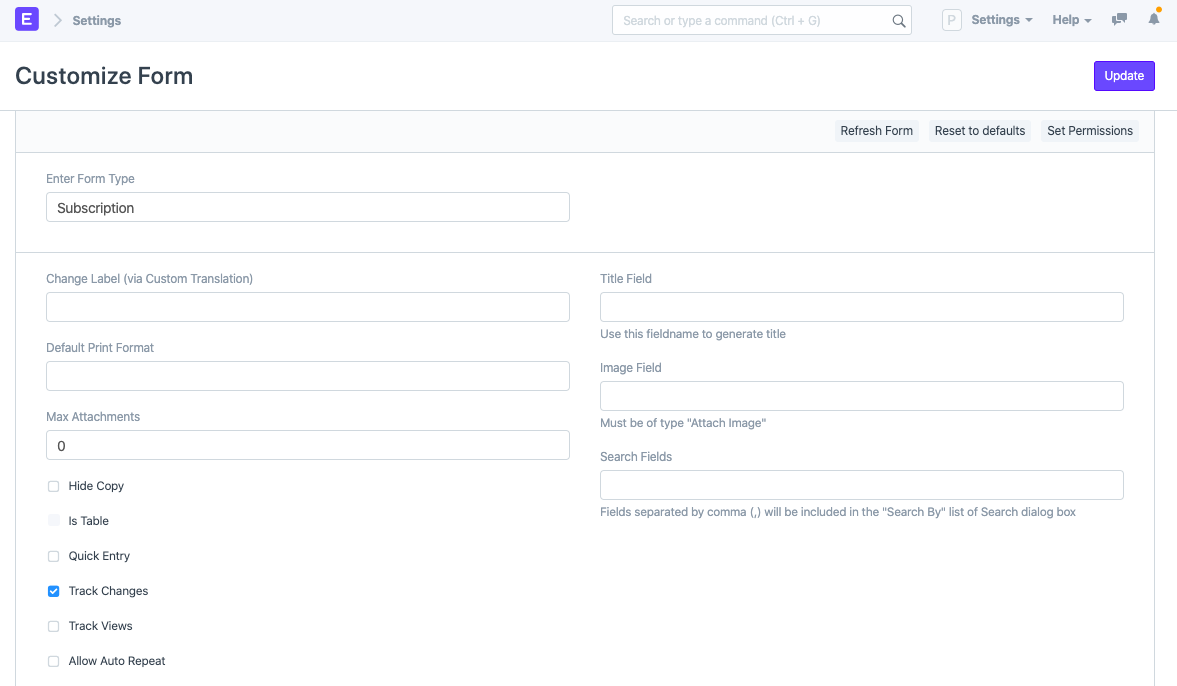 E
Settings
Search or type a command (Ctrl + G)
P
Settings
Help
Customize Form
Update
Refresh Form
Reset to defaults
Set Permissions
Enter Form Type
Subscription
Change Label (via Custom Translation)
Default Print Format
Max Attachments
0
Hide Copy
Is Table
Quick Entry
Track Changes
Track Views
Allow Auto Repeat
Title Field
Use this fieldname to generate title
Image Field
Must be of type "Attach Image"
Search Fields
Fields separated by comma (,) will be included in the "Search By" list of Search dialog box